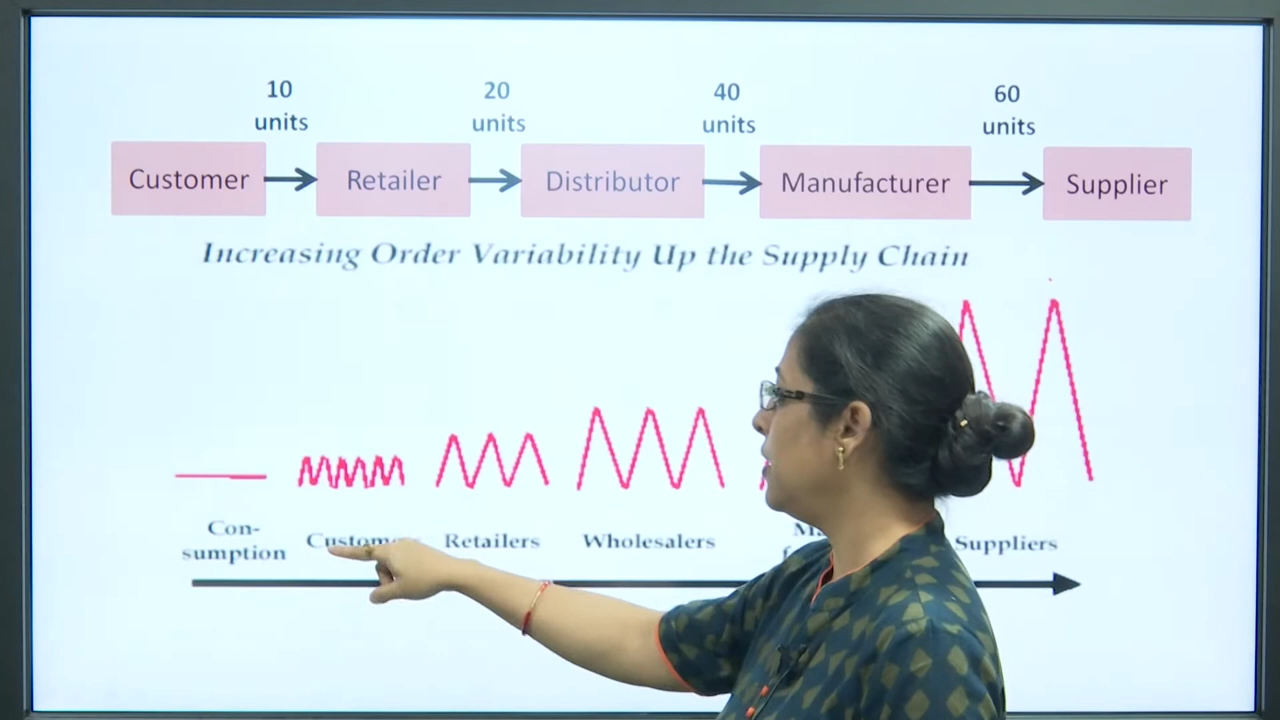 10
units
20
units
40
units
60
units
Customer
Retailer
Distributor
Manufacturer
Supplier
Increasing Order Variability Up the Supply Chain
Con-
sumption
Retailers
Wholesalers
Suppliers